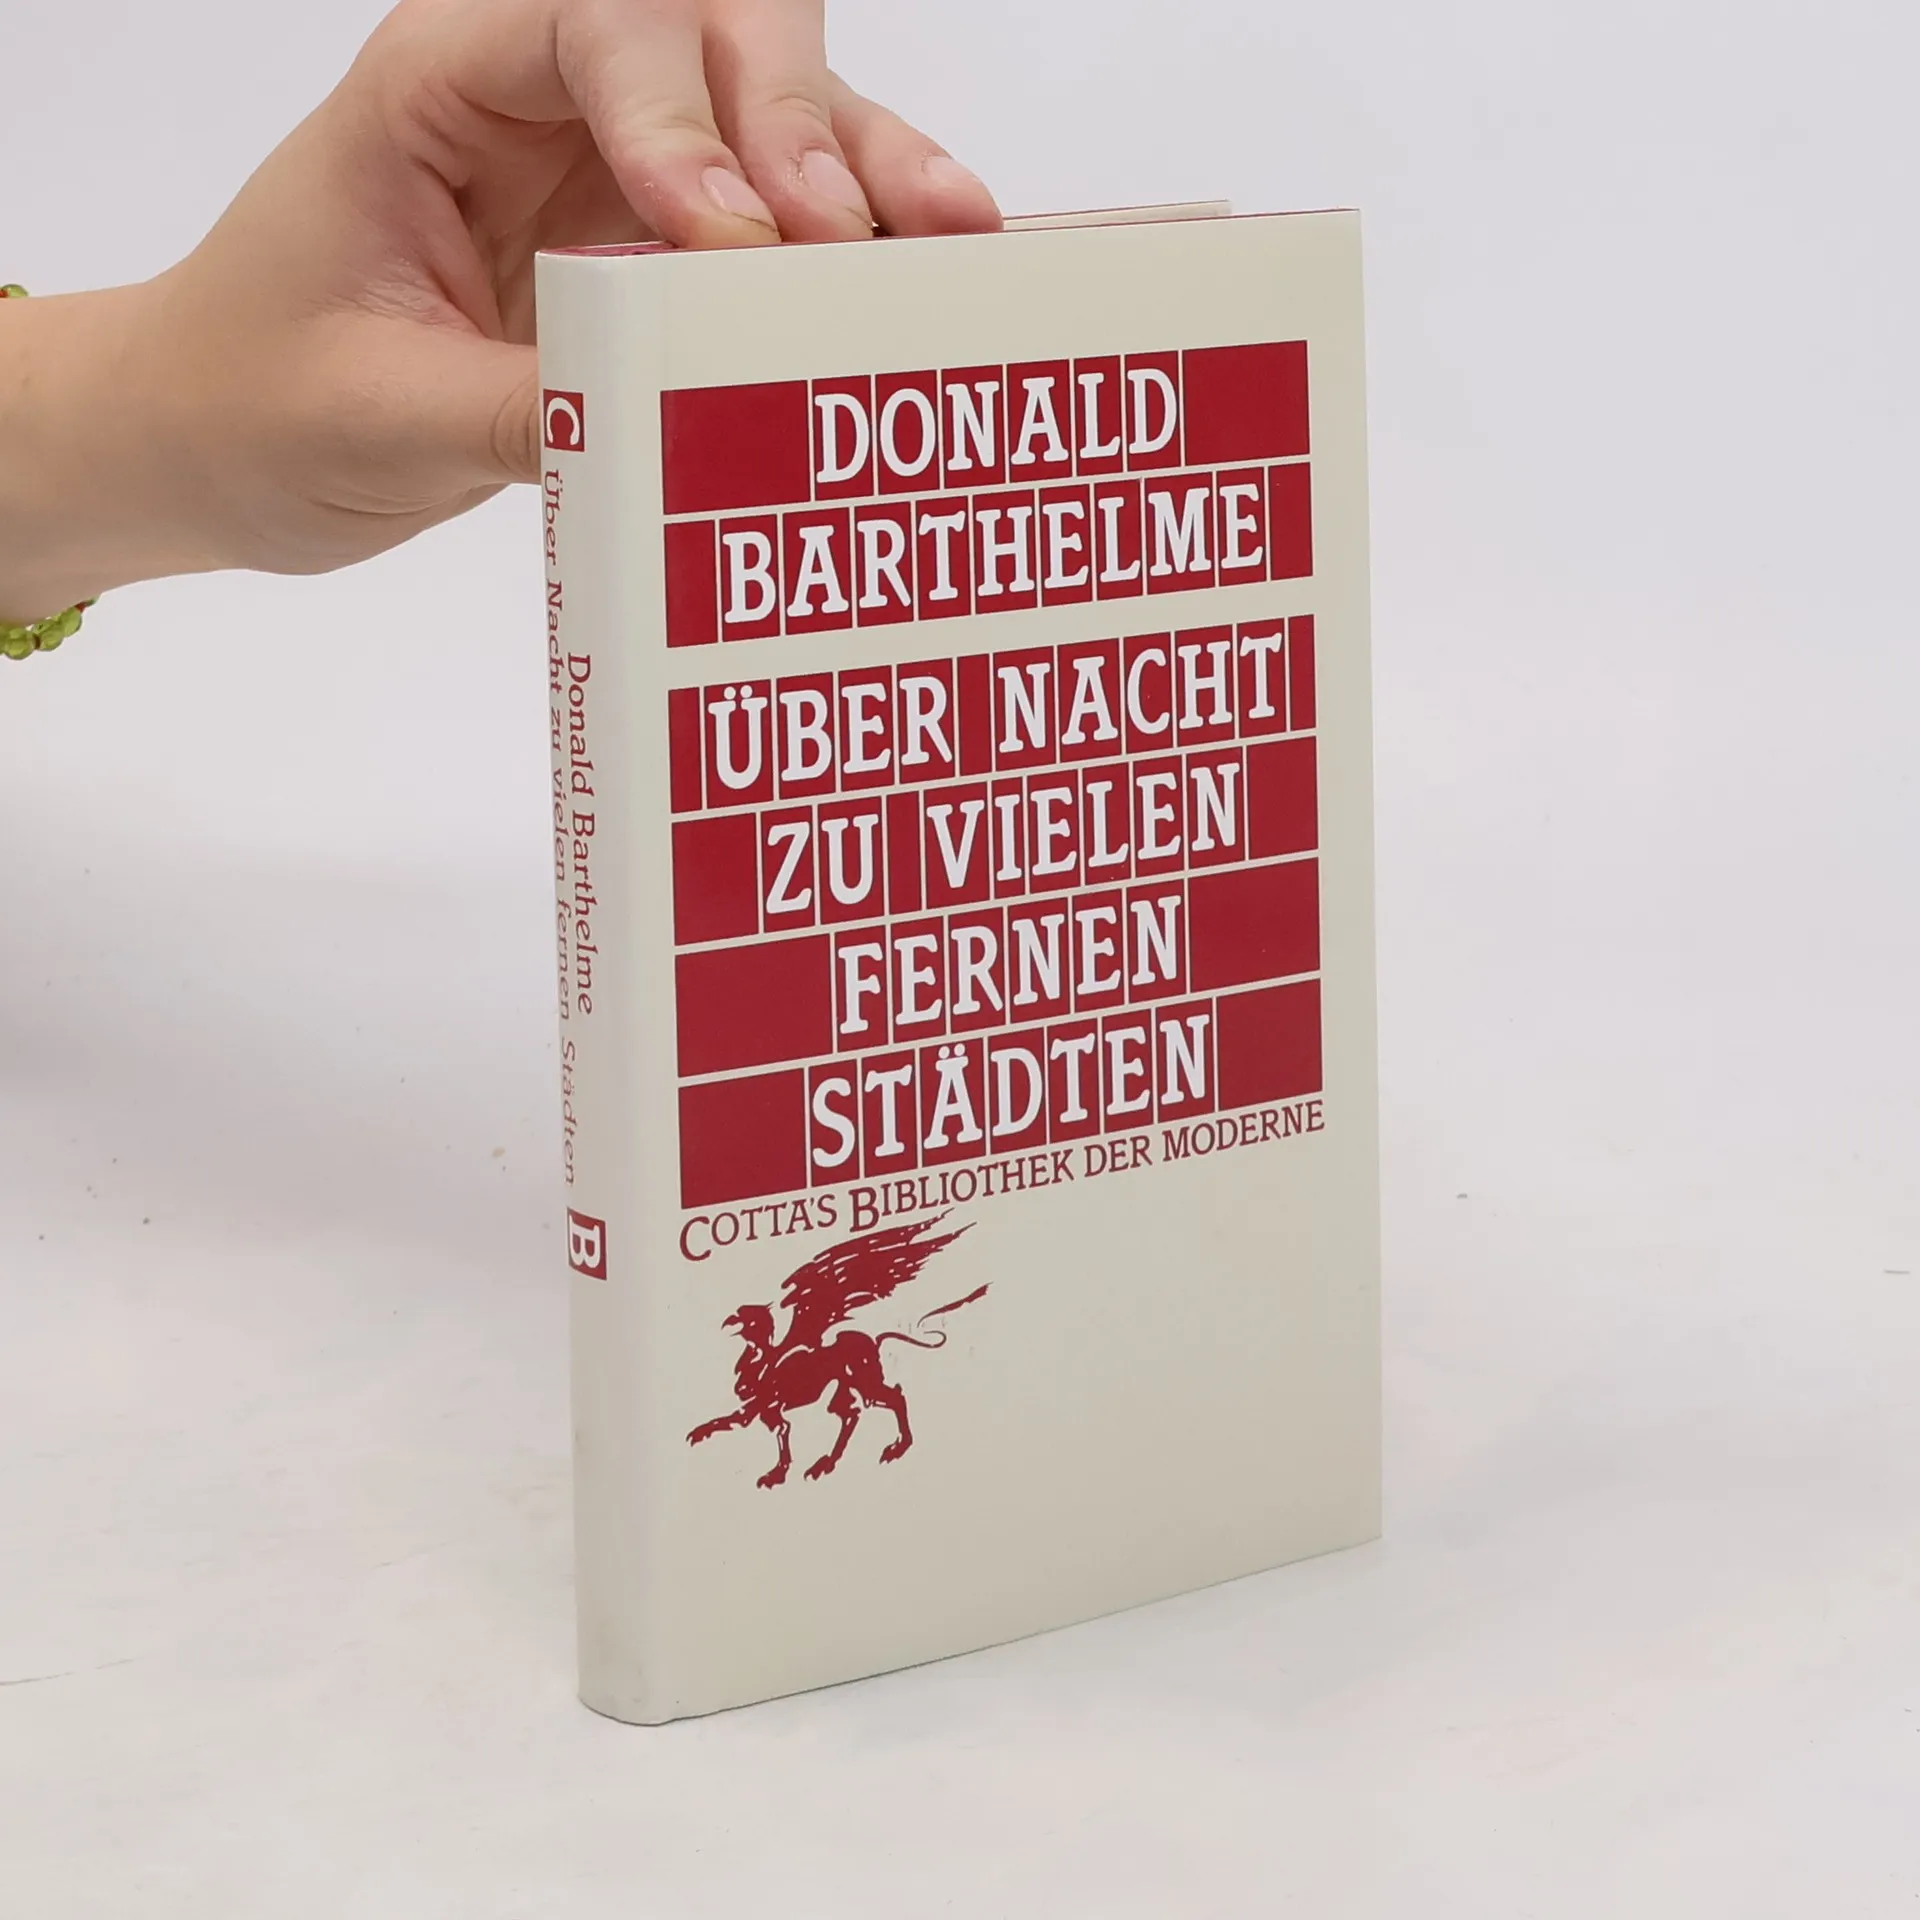 DONALD
BARTHELME
ÜBER NACHT
ZU VIELEN
FERNEN
STÄDTEN
COTTA'S BIBLIOTHEK DER MODERNE
C
Donald Barthelme
Über Nacht zu vielen fernen Städten
B